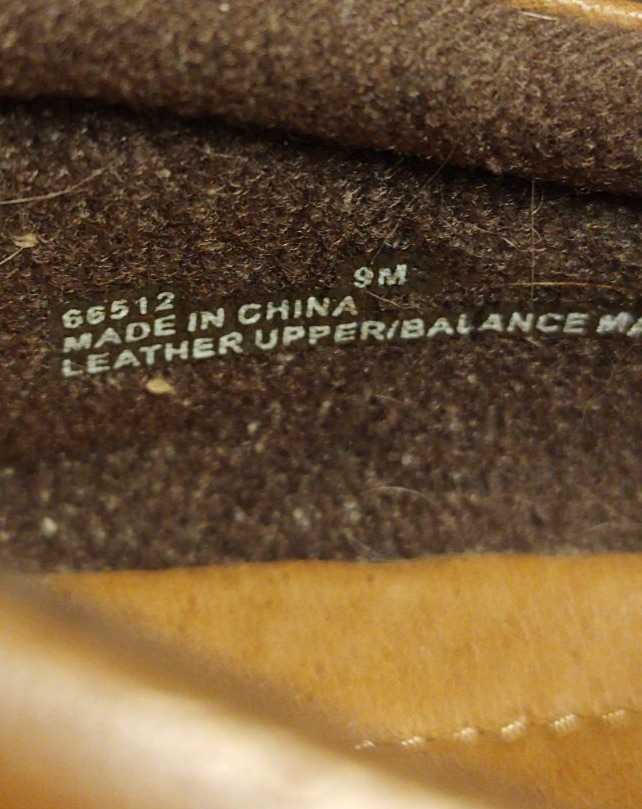 66512 9M
MADE IN CHINA
LEATHER UPPER/BALANCE